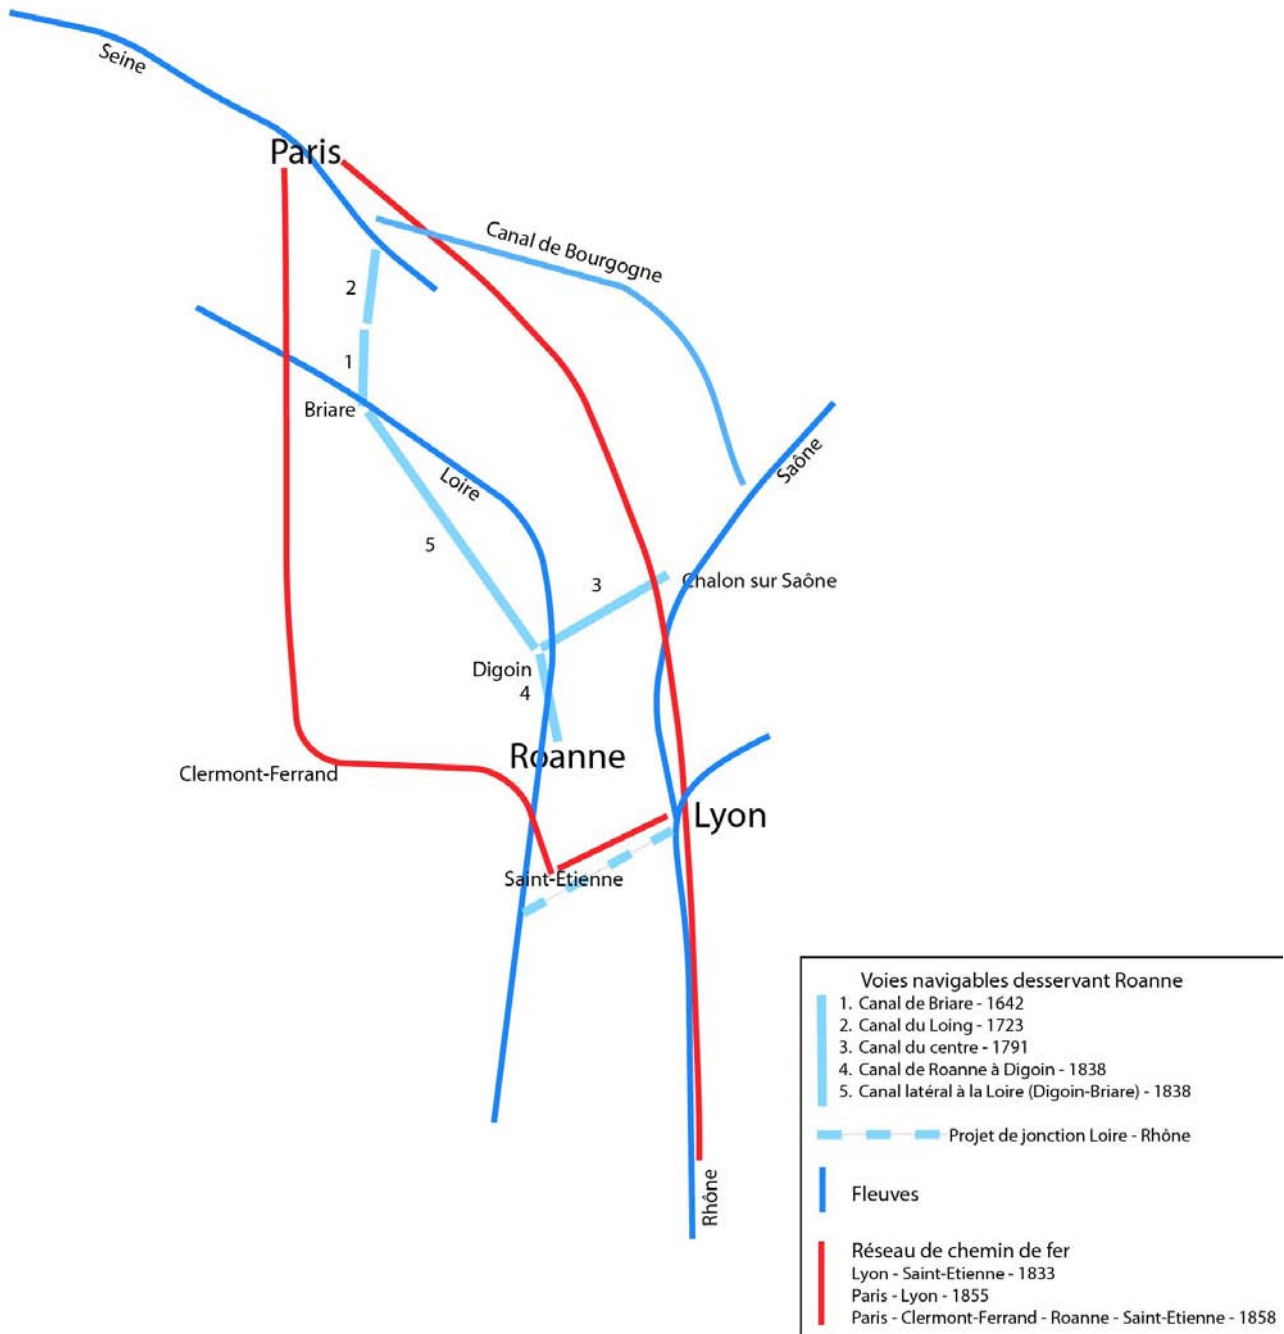 Seine
Paris
Canal de Bourgogne
2
1
Briare
Loire
Saône
5
3
Chalon sur Saône
Digoin
4
Roanne
Clermont-Ferrand
Lyon
Saint-Etienne
Rhône
Voies navigables desservant Roanne
1. Canal de Briare - 1642
2. Canal du Loing - 1723
3. Canal du centre - 1791
4. Canal de Roanne à Digoin - 1838
5. Canal latéral à la Loire (Digoin-Briare) - 1838
Projet de jonction Loire - Rhône
Fleuves
Réseau de chemin de fer
Lyon - Saint-Etienne - 1833
Paris - Lyon - 1855
Paris - Clermont-Ferrand - Roanne - Saint-Etienne - 1858